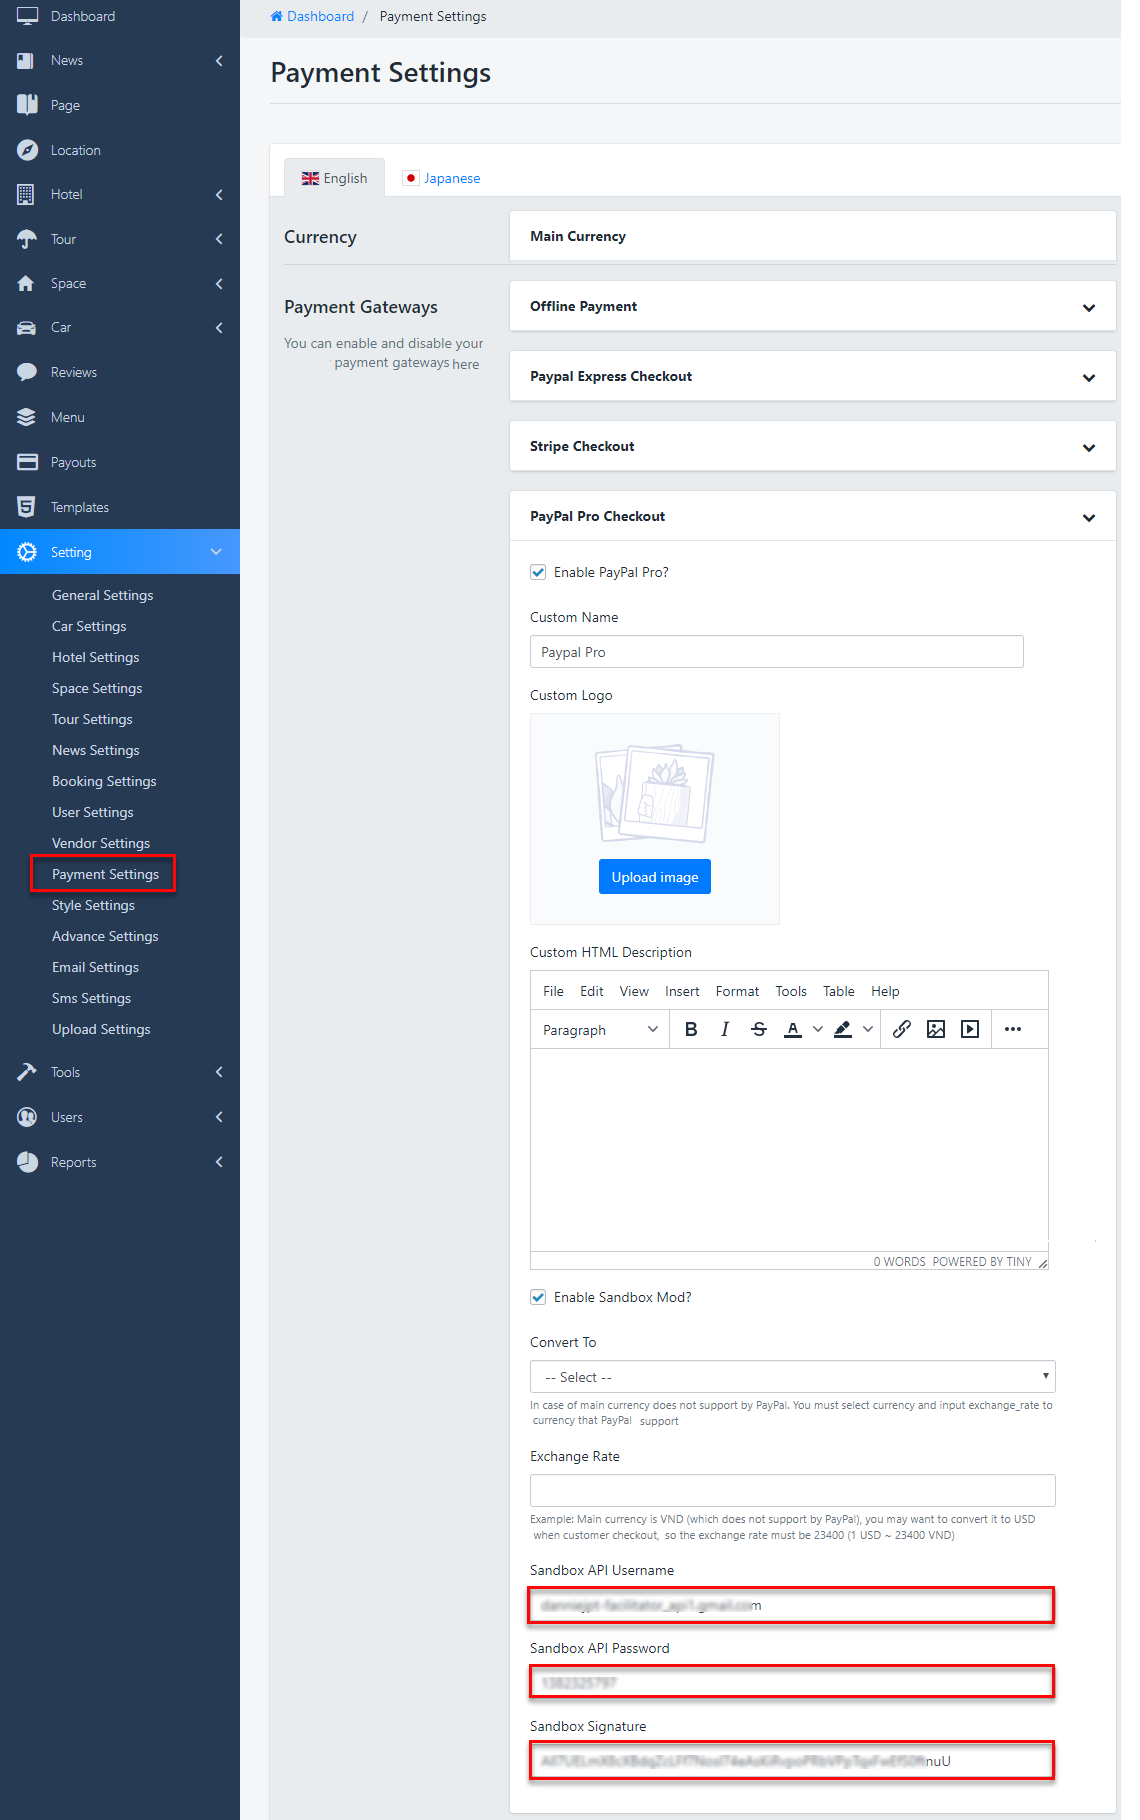 Dashboard
News
Page
Location
Hotel
Tour
Space
Car
Reviews
Menu
Payouts
Templates
Setting
General Settings
Car Settings
Hotel Settings
Space Settings
Tour Settings
News Settings
Booking Settings
User Settings
Vendor Settings
Payment Settings
Style Settings
Advance Settings
Email Settings
Sms Settings
Upload Settings
Tools
Users
Reports
Dashboard / Payment Settings
Payment Settings
English Japanese
Currency
Main Currency
Payment Gateways
You can enable and disable your
payment gateways here
Offline Payment
Paypal Express Checkout
Stripe Checkout
PayPal Pro Checkout
Enable PayPal Pro?
Custom Name
Paypal Pro
Custom Logo
Upload image
Custom HTML Description
File Edit View Insert Format Tools Table Help
Paragraph B I S A
0 WORDS POWERED BY TINY
Enable Sandbox Mod?
Convert To
-- Select --
In case of main currency does not support by PayPal. You must select currency and input exchange_rate to
currency that PayPal support
Exchange Rate
Example: Main currency is VND (which does not support by PayPal), you may want to convert it to USD
when customer checkout, so the exchange rate must be 23400 (1 USD ~ 23400 VND)
Sandbox API Username
Sandbox API Password
Sandbox Signature